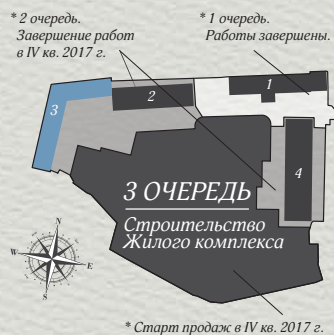 * 2 очередь.
Завершение работ
в IV кв. 2017 г.
* 1 очередь.
Работы завершены.
1
2
3
4
3 ОЧЕРЕДЬ
Строительство
Жилого комплекса
N
W
E
S
* Старт продаж в IV кв. 2017 г.